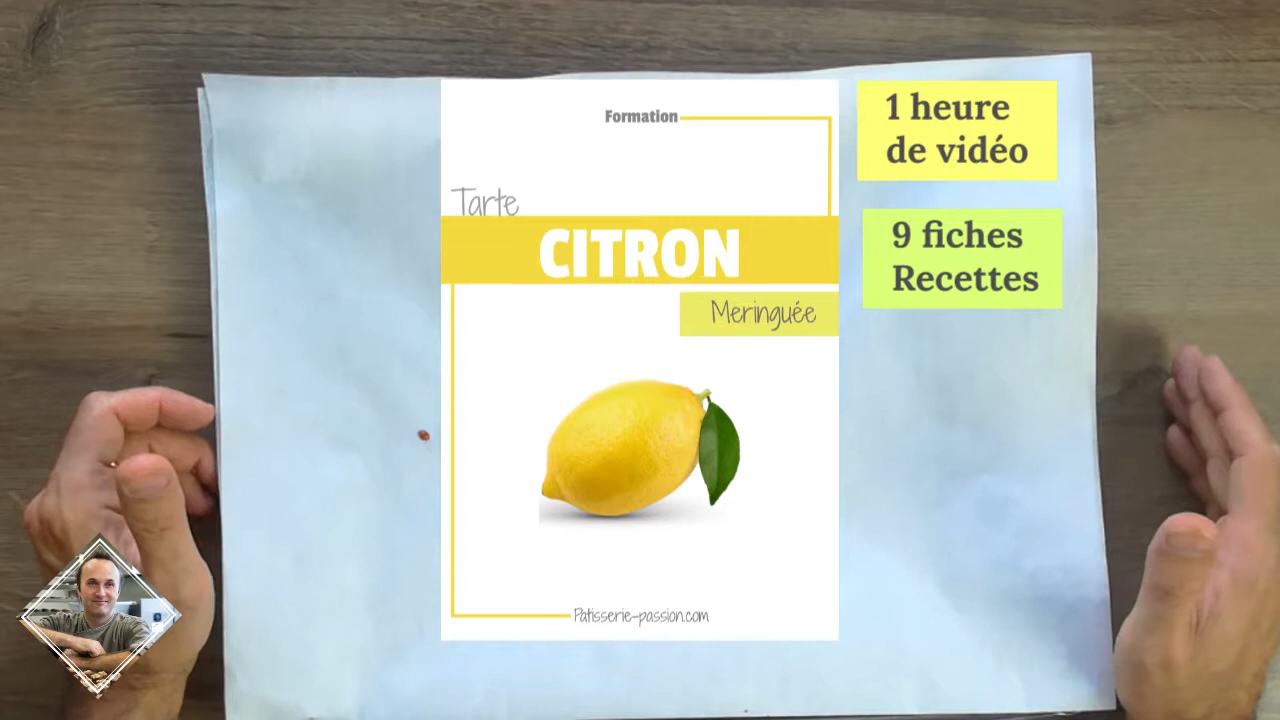 Formation
Tarte
CITRON
Meringuée
Patisserie-passion.com
1 heure
de vidéo
9 fiches
Recettes